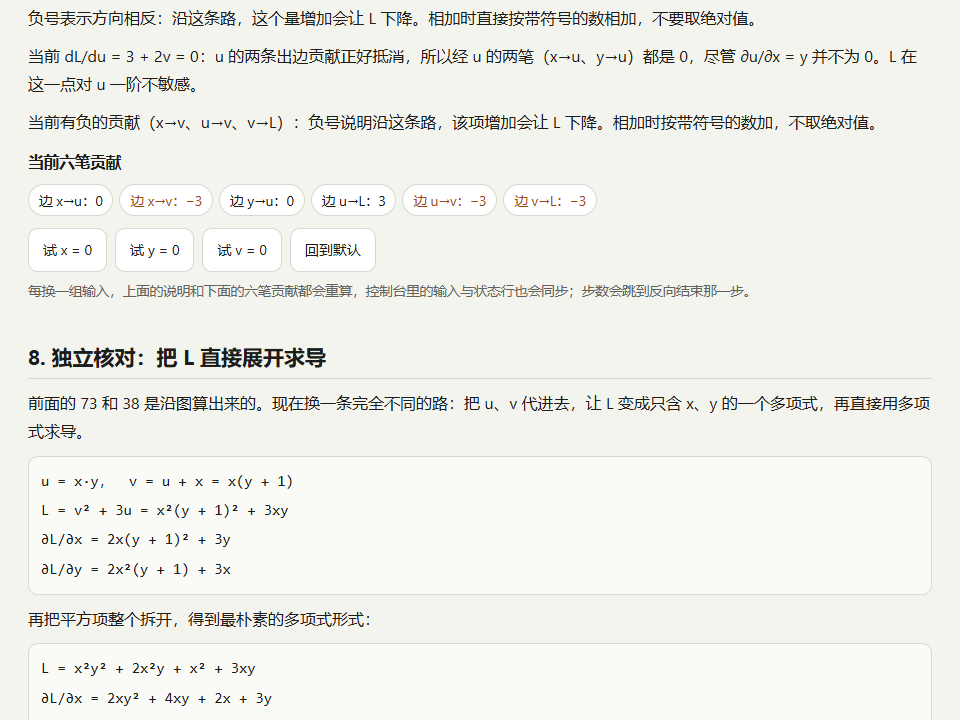 负号表示方向相反：沿这条路，这个量增加会让 L 下降。相加时直接按带符号的数相加，不要取绝对值。
当前 dL/du = 3 + 2v = 0：u 的两条出边贡献正好抵消，所以经 u 的两笔（x→u、y→u）都是 0，尽管 ∂u/∂x = y 并不为 0。L 在
这一点对 u 一阶不敏感。
当前有负的贡献（x→v、u→v、v→L）：负号说明沿这条路，该项增加会让 L 下降。相加时按带符号的数加，不取绝对值。
当前六笔贡献
边 x→u：0 边 x→v：−3 边 y→u：0 边 u→L：3 边 u→v：−3 边 v→L：−3
试 x = 0 试 y = 0 试 v = 0 回到默认
每换一组输入，上面的说明和下面的六笔贡献都会重算，控制台里的输入与状态行也会同步；步数会跳到反向结束那一步。
8. 独立核对：把 L 直接展开求导
前面的 73 和 38 是沿图算出来的。现在换一条完全不同的路：把 u、v 代进去，让 L 变成只含 x、y 的一个多项式，再直接用多项
式求导。
u = x·y,  v = u + x = x(y + 1)
L = v² + 3u = x²(y + 1)² + 3xy
∂L/∂x = 2x(y + 1)² + 3y
∂L/∂y = 2x²(y + 1) + 3x
再把平方项整个拆开，得到最朴素的多项式形式：
L = x²y² + 2x²y + x² + 3xy
∂L/∂x = 2xy² + 4xy + 2x + 3y